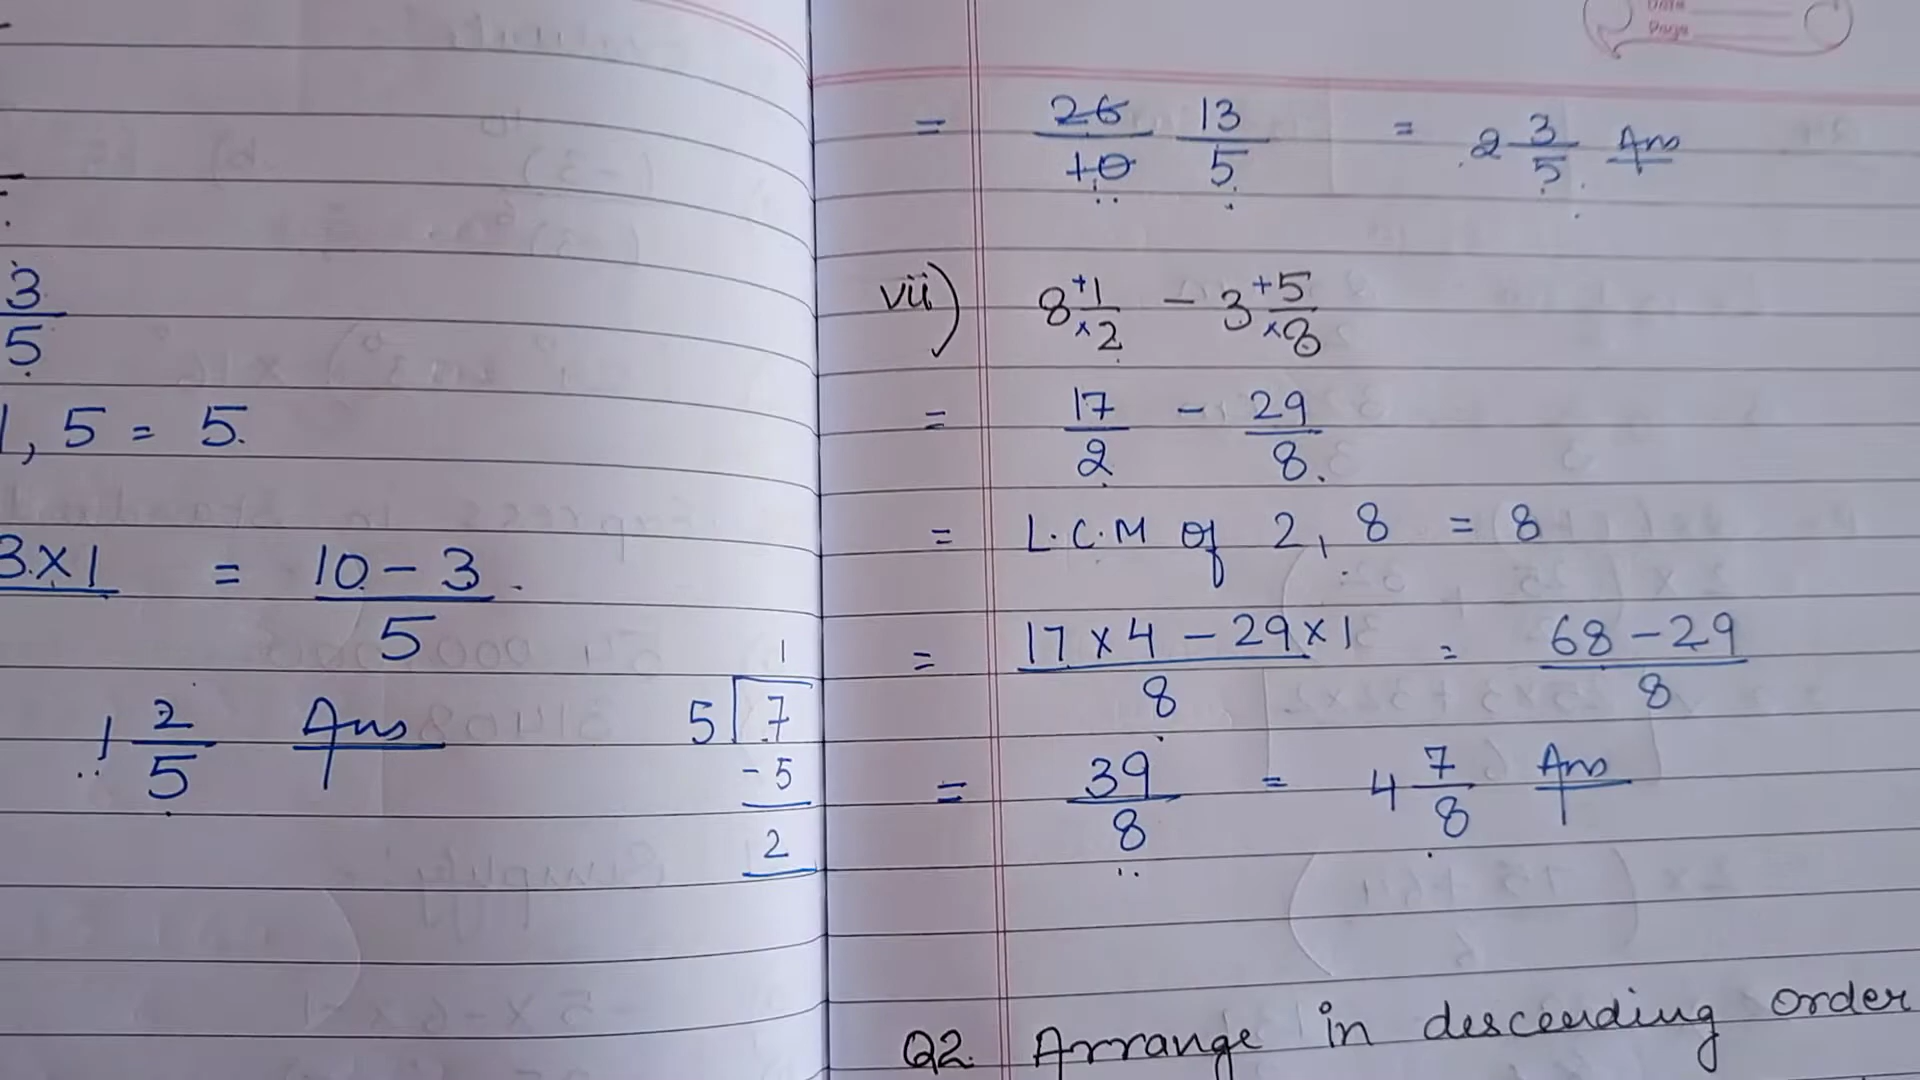 3/5
1, 5 = 5.
3×1 = (10 - 3)/5
1 2/5 Ans
1
5 | 7
- 5
2
Date
Page
= 26/10 13/5 = 2 3/5 Ans
vii) 8 +1/×2 - 3 +5/×8
= 17/2 - 29/8
= L.C.M of 2, 8 = 8
= (17 × 4 - 29 × 1)/8 = (68 - 29)/8
= 39/8 = 4 7/8 Ans
Q2. Arrange in descending order